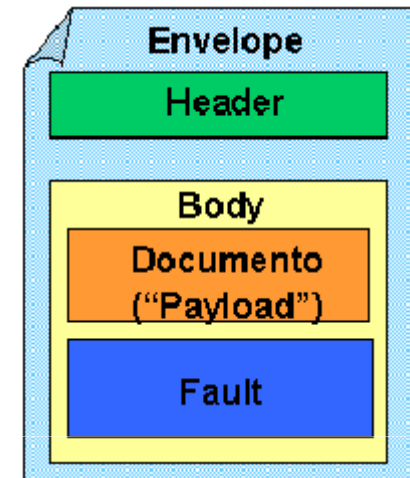 Envelope
Header
Body
Documento
(“Payload”)
Fault